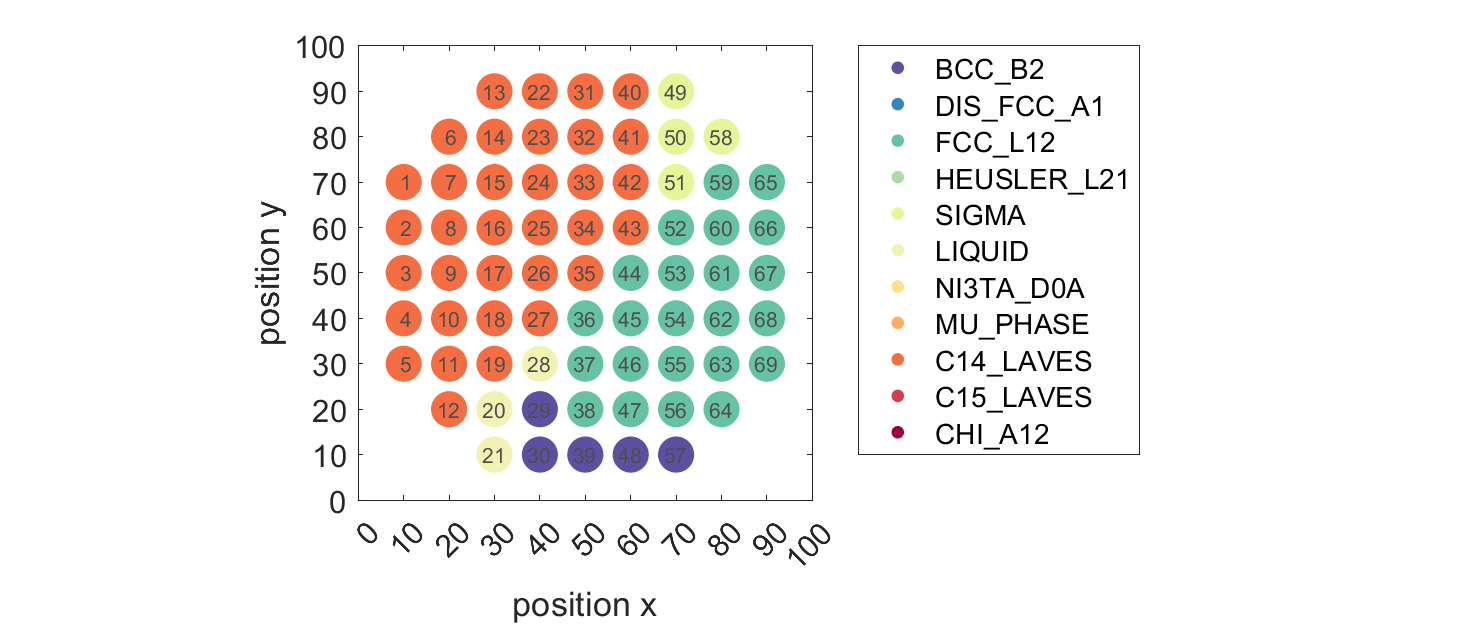 100
90 13 22 31 40 49
80 6 14 23 32 41 50 58
70 1 7 15 24 33 42 51 59 65
60 2 8 16 25 34 43 52 60 66
50 3 9 17 26 35 44 53 61 67
40 4 10 18 27 36 45 54 62 68
30 5 11 19 28 37 46 55 63 69
20 12 20 29 38 47 56 64
10 21 30 39 48 57
0
0 10 20 30 40 50 60 70 80 90 100
position x
position y
BCC_B2
DIS_FCC_A1
FCC_L12
HEUSLER_L21
SIGMA
LIQUID
NI3TA_D0A
MU_PHASE
C14_LAVES
C15_LAVES
CHI_A12